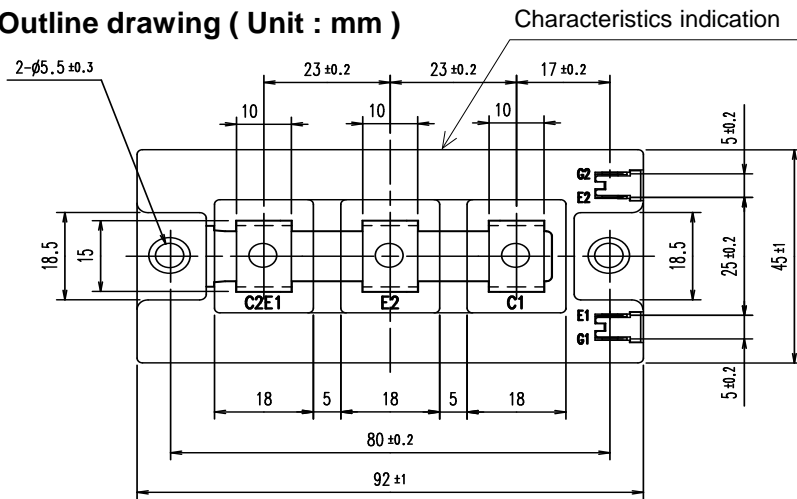 Outline drawing ( Unit : mm )
Characteristics indication
2-ø5.5 ±0.3
23 ±0.2
23 ±0.2
17 ±0.2
10
10
10
5 ±0.2
G2
E2
18.5
15
18.5
25 ±0.2
45 ±1
C2E1
E2
C1
E1
G1
5 ±0.2
18
5
18
5
18
80 ±0.2
92 ±1